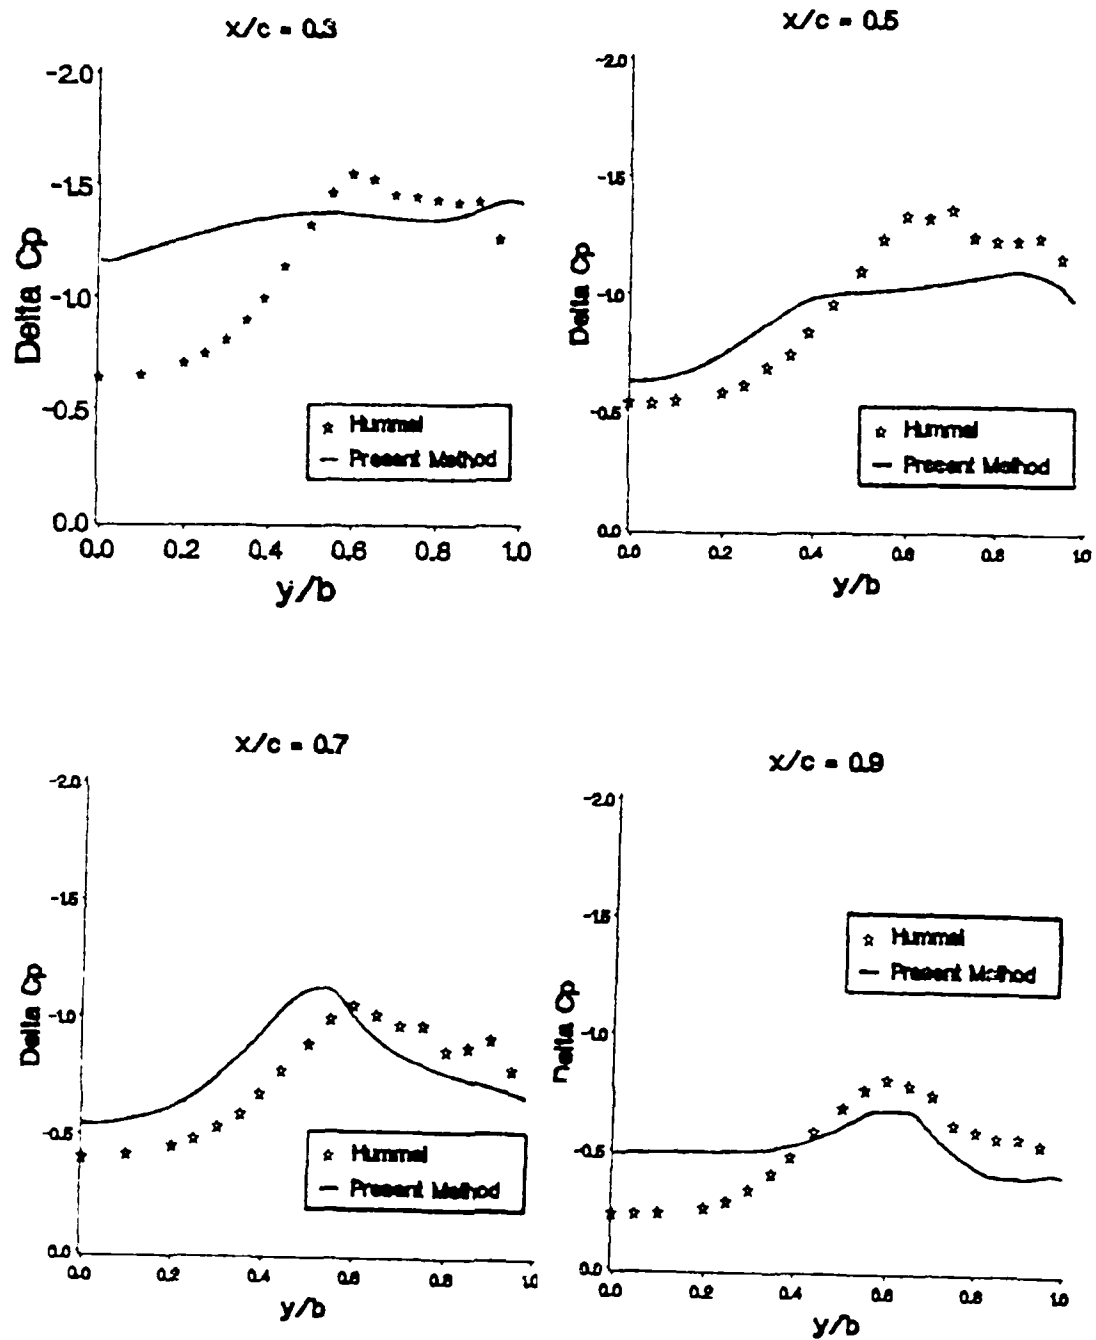 x/c = 0.3
-2.0
-1.5
-1.0
-0.5
0.0
Delta Cp
Hummel
Present Method
0.0 0.2 0.4 0.6 0.8 1.0
y/b
x/c = 0.5
-2.0
-1.5
-1.0
-0.5
0.0
Delta Cp
Hummel
Present Method
0.0 0.2 0.4 0.6 0.8 1.0
y/b
x/c = 0.7
-2.0
-1.5
-1.0
-0.5
0.0
Delta Cp
Hummel
Present Method
0.0 0.2 0.4 0.6 0.8 1.0
y/b
x/c = 0.9
-2.0
-1.5
-1.0
-0.5
0.0
Delta Cp
Hummel
Present Method
0.0 0.2 0.4 0.6 0.8 1.0
y/b